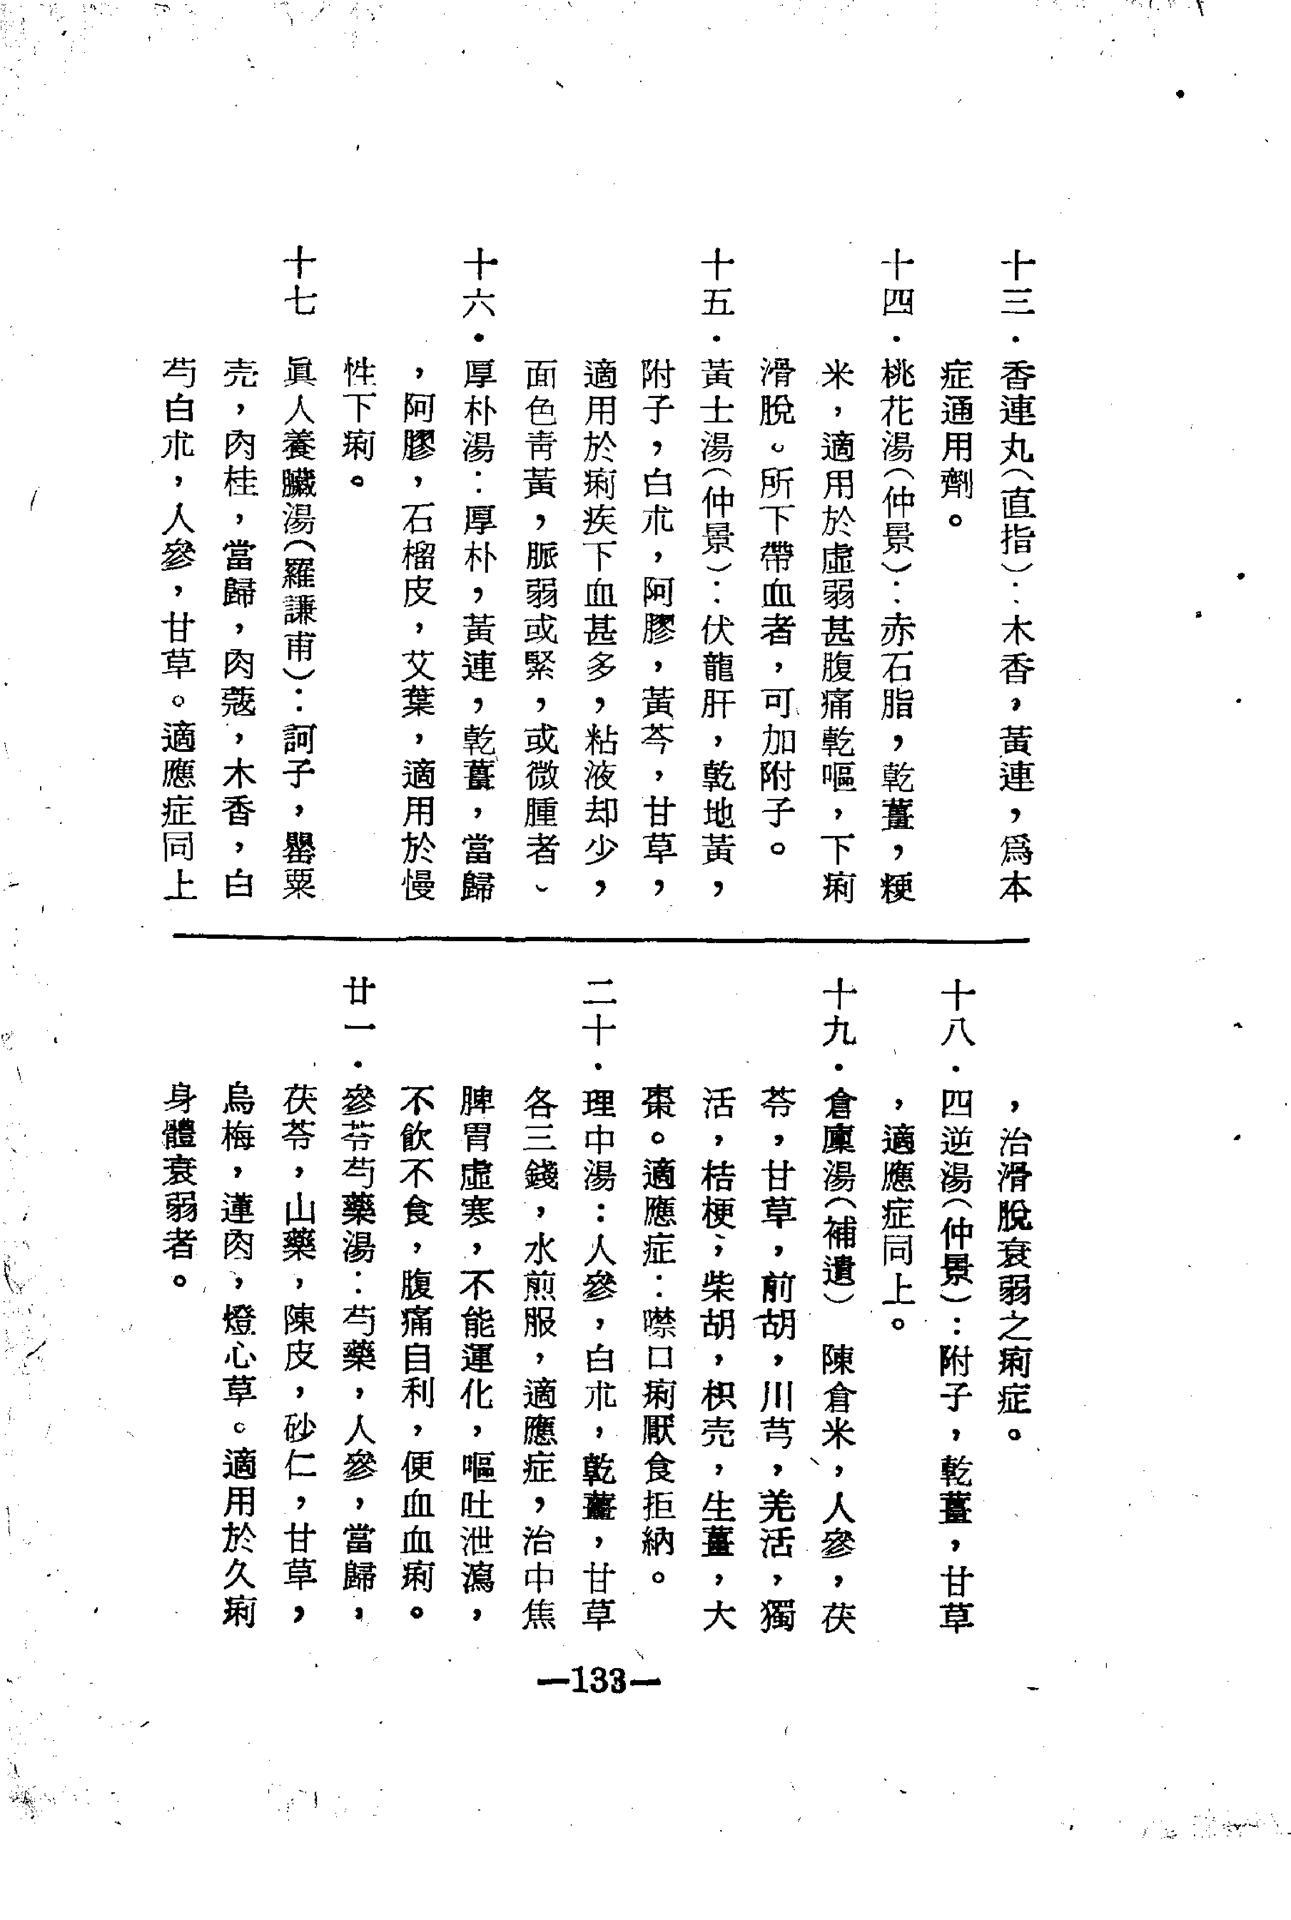 十三．香連丸（直指）：木香，黃連，爲本
症通用劑。
十四．桃花湯（仲景）：赤石脂，乾薑，粳
米，適用於虛弱甚腹痛乾嘔，下痢
滑脫。所下帶血者，可加附子。
十五．黃士湯（仲景）：伏龍肝，乾地黃，
附子，白朮，阿膠，黃芩，甘草，
適用於痢疾下血甚多，粘液却少，
面色靑黃，脈弱或緊，或微腫者。
十六．厚朴湯：厚朴，黃連，乾薑，當歸
，阿膠，石榴皮，艾葉，適用於慢
性下痢。
十七　眞人養臟湯（羅謙甫）：訶子，罌粟
壳，肉桂，當歸，肉蔻，木香，白
芍白朮，人參，甘草。適應症同上
，治滑脫衰弱之痢症。
十八．四逆湯（仲景）：附子，乾薑，甘草
，適應症同上。
十九．倉廩湯（補遺）　陳倉米，人參，茯
苓，甘草，前胡，川芎，羌活，獨
活，桔梗，柴胡，枳壳，生薑，大
棗。適應症：噤口痢厭食拒納。
二十．理中湯：人參，白朮，乾薑，甘草
各三錢，水煎服，適應症，治中焦
脾胃虛寒，不能運化，嘔吐泄瀉，
不飲不食，腹痛自利，便血血痢。
廿一．參苓芍藥湯：芍藥，人參，當歸，
茯苓，山藥，陳皮，砂仁，甘草，
烏梅，蓮肉，燈心草。適用於久痢
身體衰弱者。
—133—